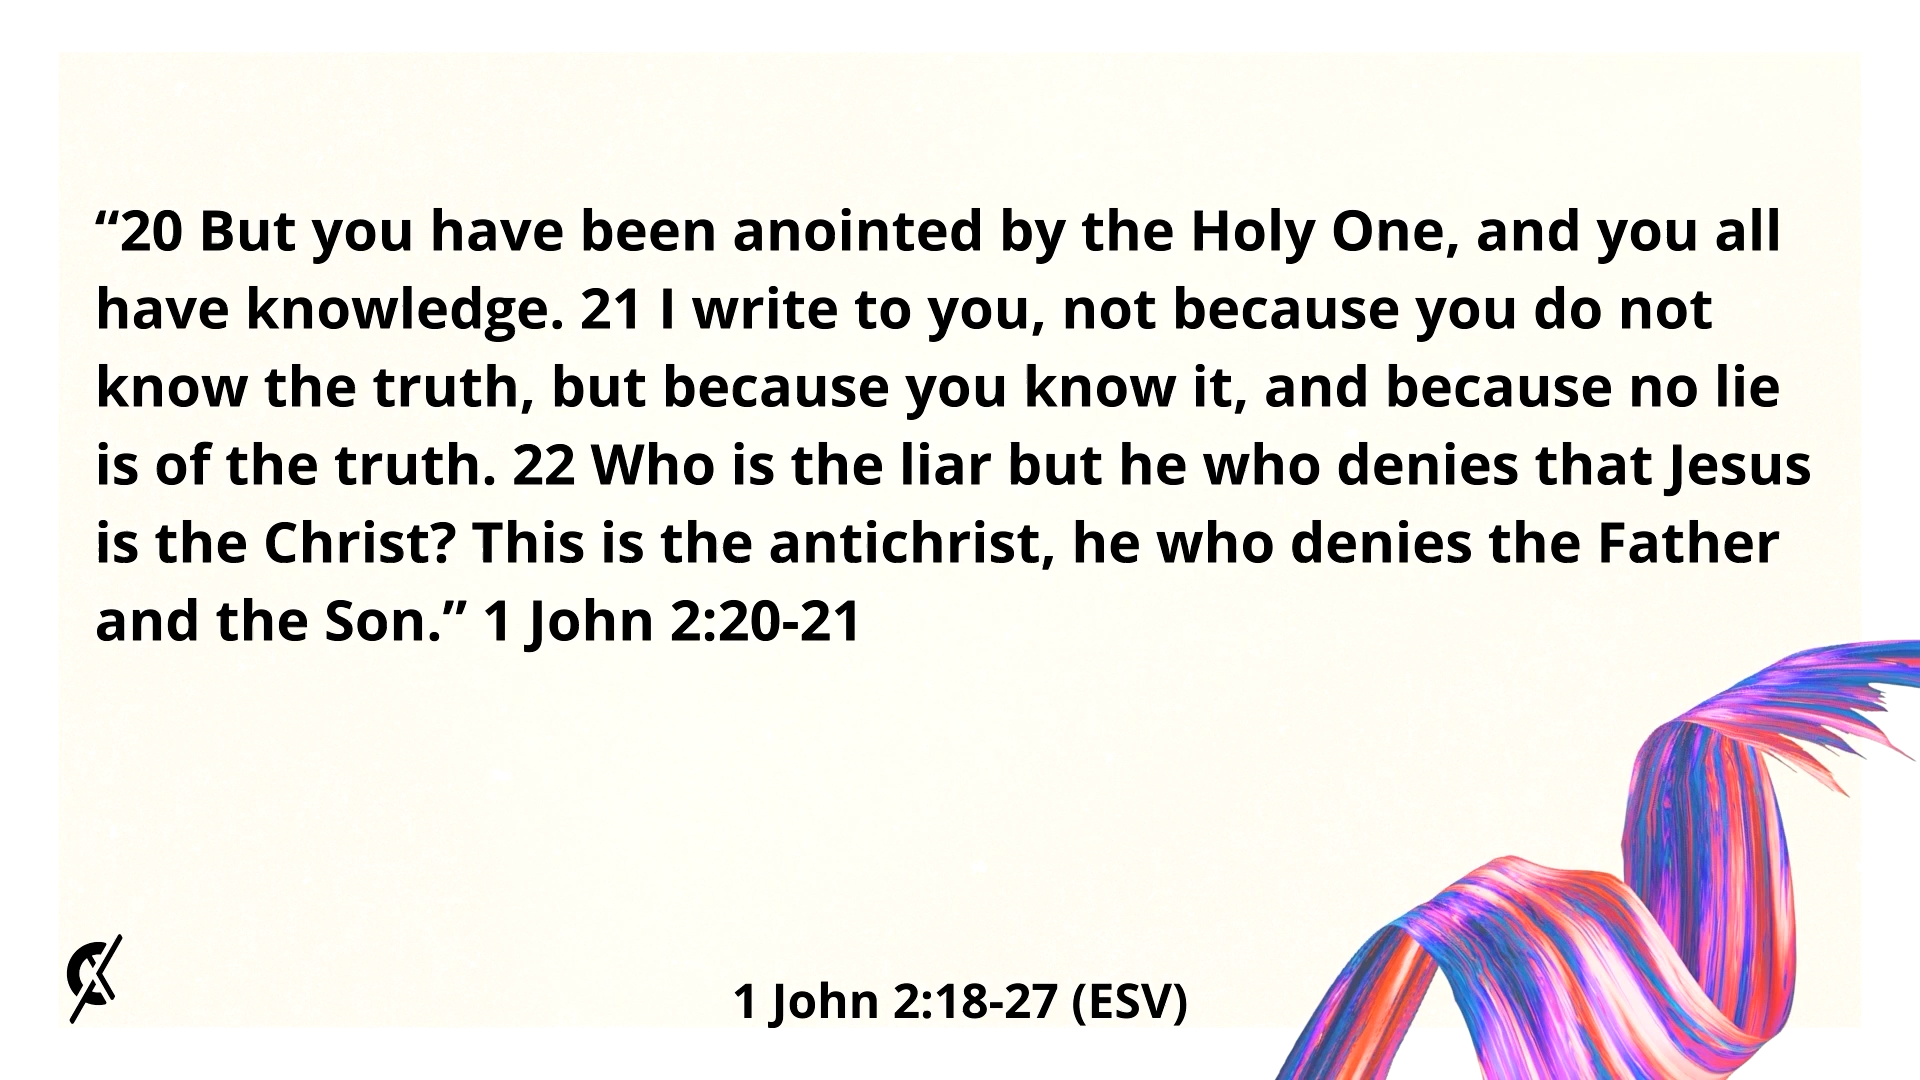 “20 But you have been anointed by the Holy One, and you all
have knowledge. 21 I write to you, not because you do not
know the truth, but because you know it, and because no lie
is of the truth. 22 Who is the liar but he who denies that Jesus
is the Christ? This is the antichrist, he who denies the Father
and the Son.” 1 John 2:20-21
1 John 2:18-27 (ESV)